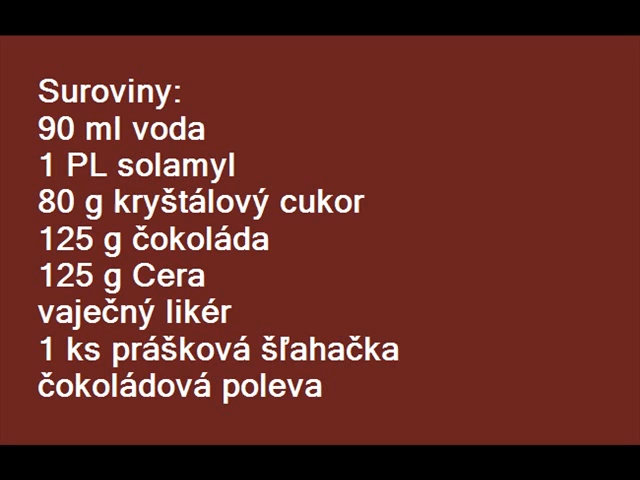 Suroviny:
90 ml voda
1 PL solamyl
80 g kryštálový cukor
125 g čokoláda
125 g Cera
vaječný likér
1 ks prášková šľahačka
čokoládová poleva